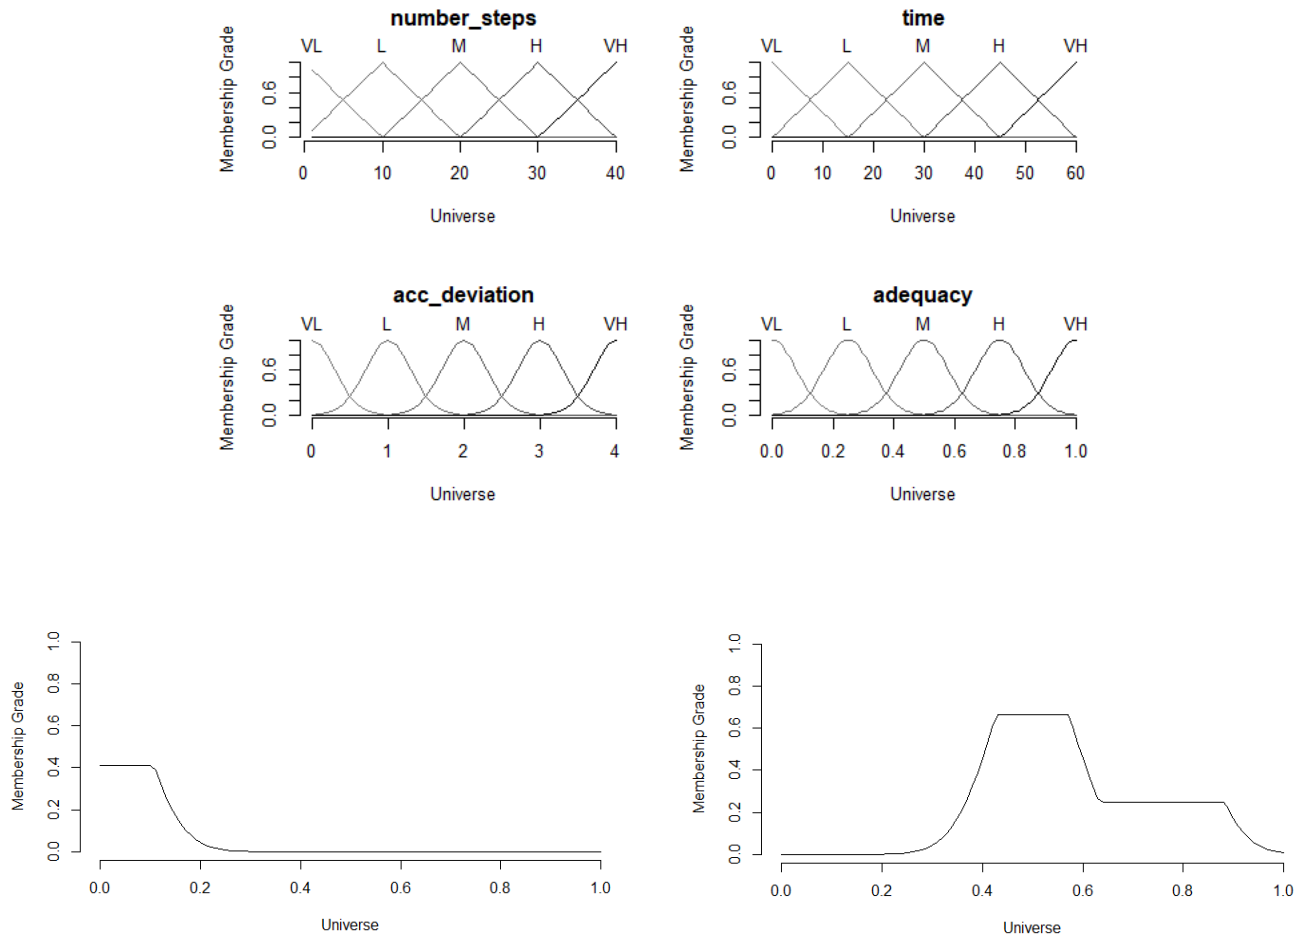 number_steps
VL L M H VH
Membership Grade
0.0 0.6
0 10 20 30 40
Universe
time
VL L M H VH
Membership Grade
0.0 0.6
0 10 20 30 40 50 60
Universe
acc_deviation
VL L M H VH
Membership Grade
0.0 0.6
0 1 2 3 4
Universe
adequacy
VL L M H VH
Membership Grade
0.0 0.6
0.0 0.2 0.4 0.6 0.8 1.0
Universe
Membership Grade
0.0 0.2 0.4 0.6 0.8 1.0
0.0 0.2 0.4 0.6 0.8 1.0
Universe
Membership Grade
0.0 0.2 0.4 0.6 0.8 1.0
0.0 0.2 0.4 0.6 0.8 1.0
Universe